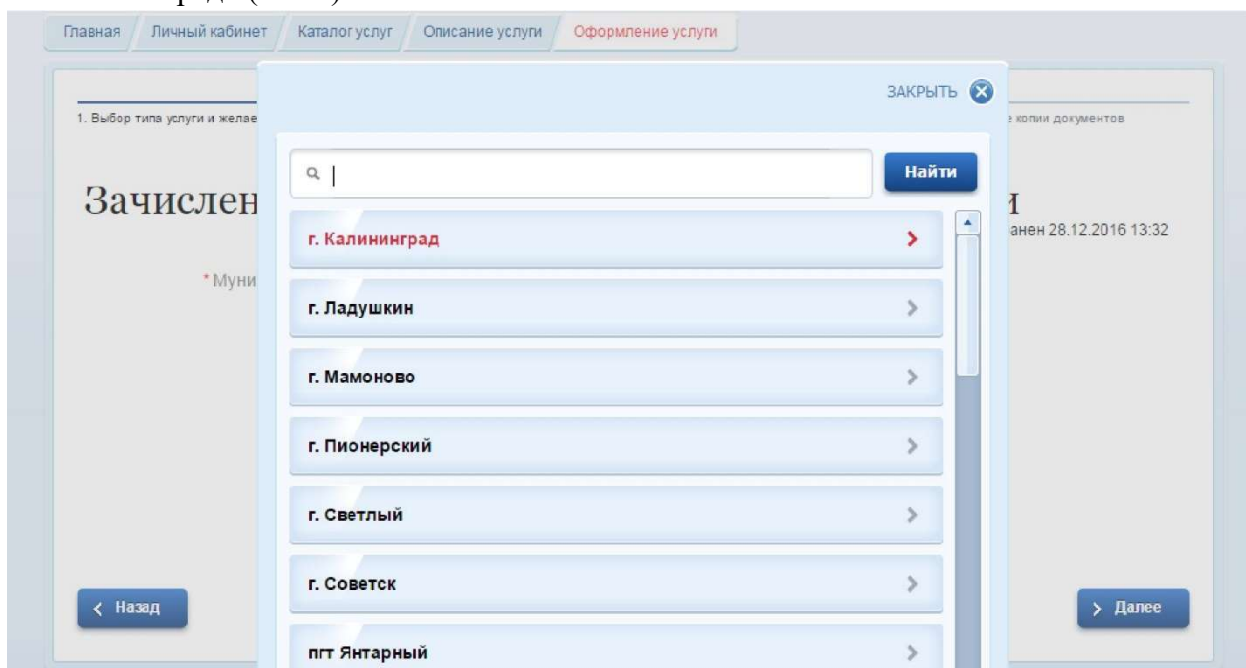 Главная Личный кабинет Каталог услуг Описание услуги Оформление услуги
ЗАКРЫТЬ
1. Выбор типа услуги и желае
копии документов
Найти
Зачислен
и
анен 28.12.2016 13:32
г. Калининград
* Муни
г. Ладушкин
г. Мамоново
г. Пионерский
г. Светлый
г. Советск
Назад
Далее
пгт Янтарный